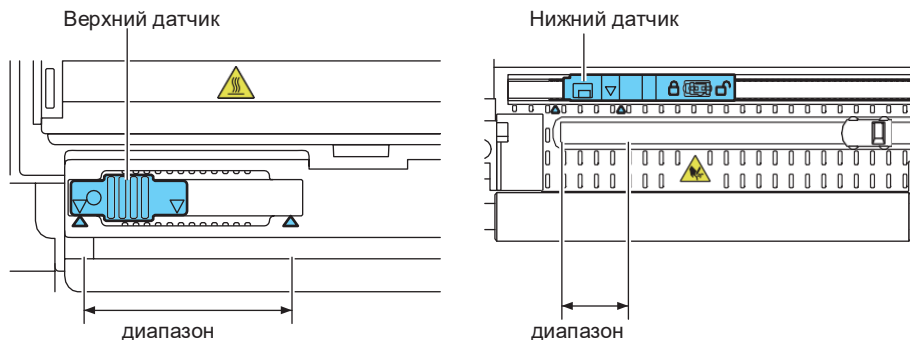 Верхний датчик
Нижний датчик
диапазон
диапазон